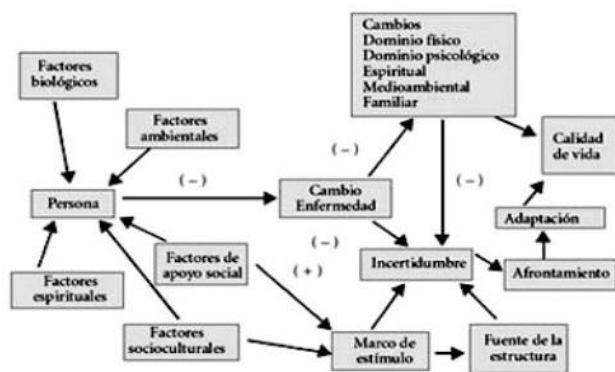 Cambios
Dominio físico
Dominio psicológico
Espiritual
Medioambiental
Familiar
Factores
biológicos
Factores
ambientales
Calidad
de vida
( – )
( – )
( – )
Persona
Cambio
Enfermedad
Adaptación
( – )
Factores de
apoyo social
( + )
Incertidumbre
Afrontamiento
Factores
espirituales
Factores
socioculturales
Marco de
estímulo
Fuente de la
estructura